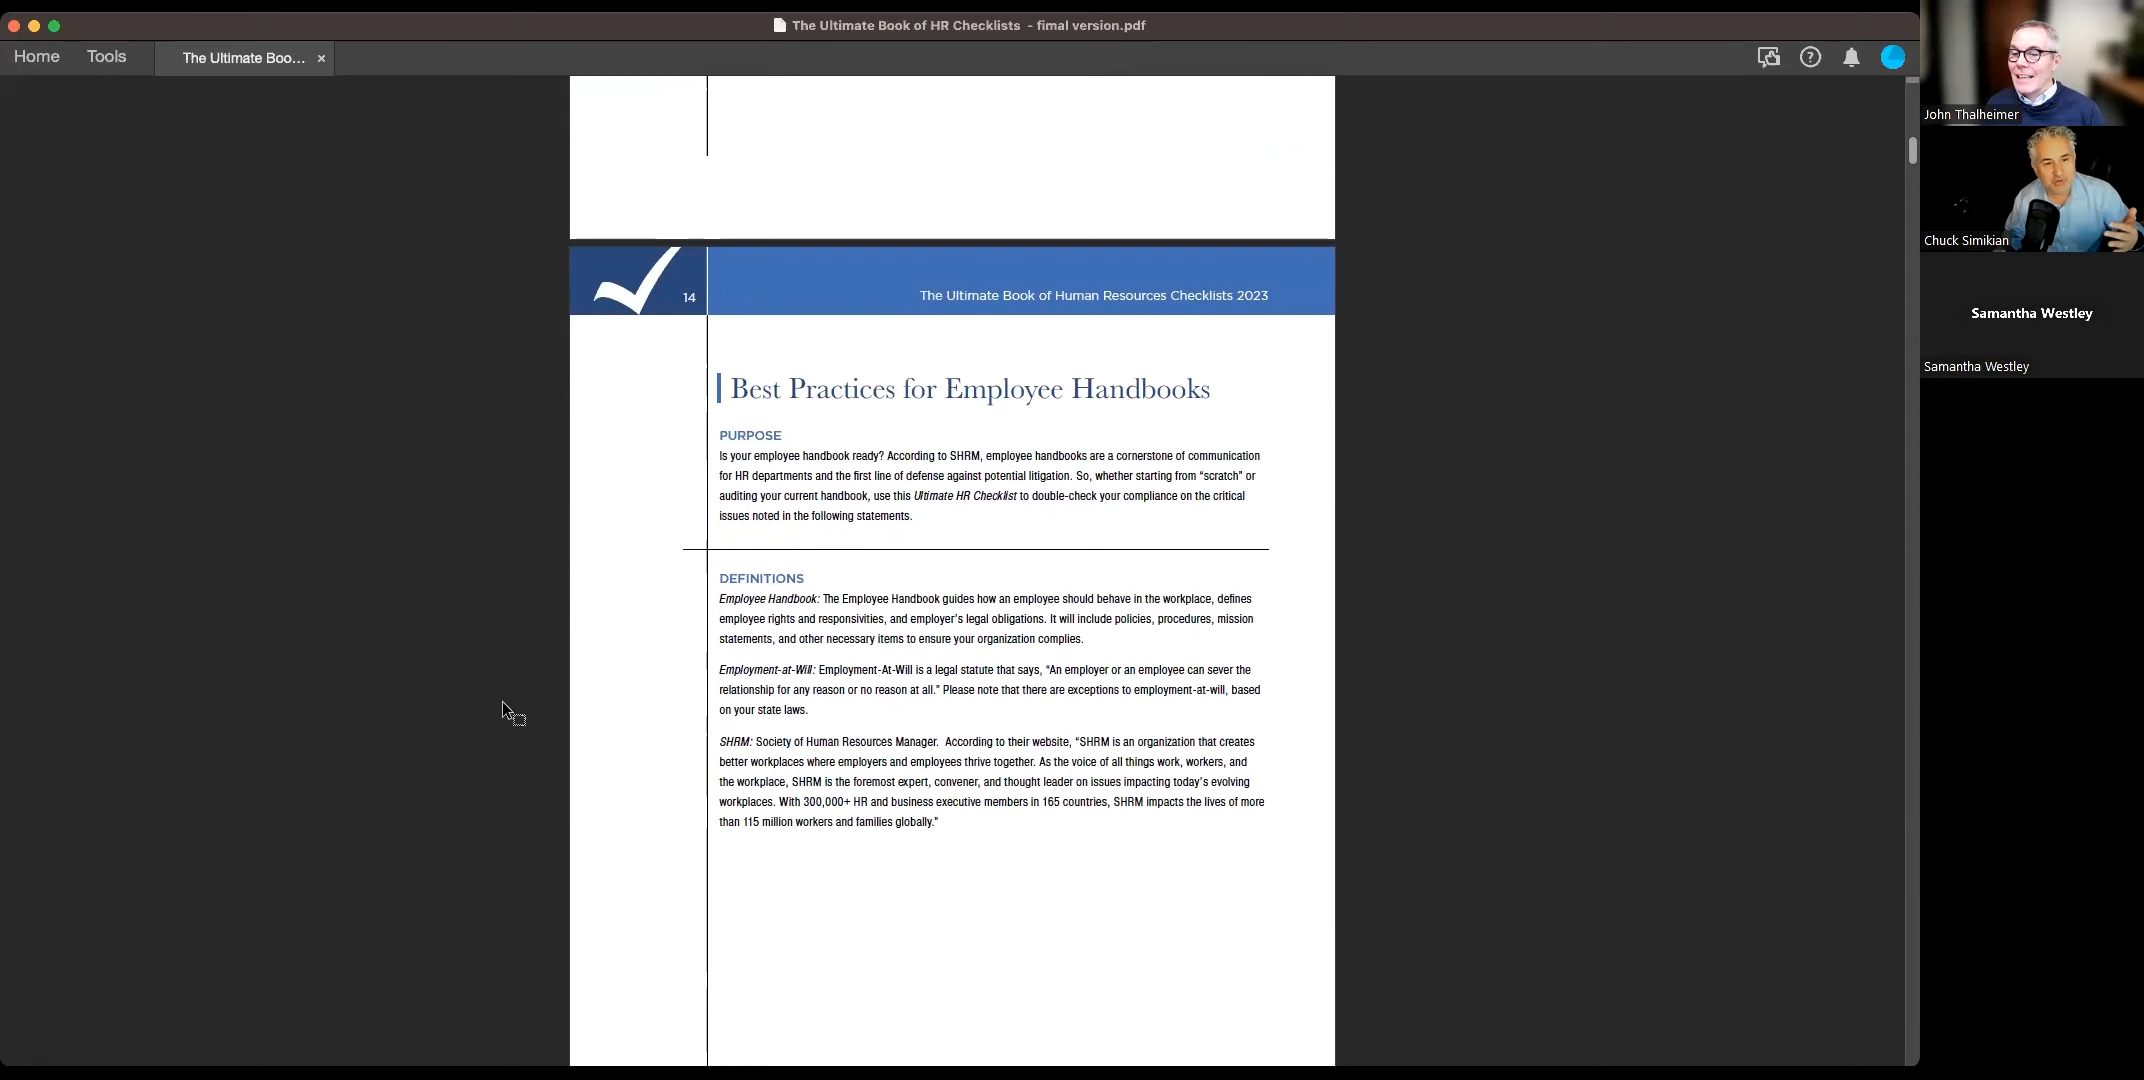 The Ultimate Book of HR Checklists - fimal version.pdf
Home
Tools
The Ultimate Boo...
14
The Ultimate Book of Human Resources Checklists 2023
Best Practices for Employee Handbooks
PURPOSE
Is your employee handbook ready? According to SHRM, employee handbooks are a cornerstone of communication
for HR departments and the first line of defense against potential litigation. So, whether starting from “scratch” or
auditing your current handbook, use this Ultimate HR Checklist to double-check your compliance on the critical
issues noted in the following statements.
DEFINITIONS
Employee Handbook: The Employee Handbook guides how an employee should behave in the workplace, defines
employee rights and responsivities, and employer’s legal obligations. It will include policies, procedures, mission
statements, and other necessary items to ensure your organization complies.
Employment-at-Will: Employment-At-Will is a legal statute that says, “An employer or an employee can sever the
relationship for any reason or no reason at all.” Please note that there are exceptions to employment-at-will, based
on your state laws.
SHRM: Society of Human Resources Manager. According to their website, “SHRM is an organization that creates
better workplaces where employers and employees thrive together. As the voice of all things work, workers, and
the workplace, SHRM is the foremost expert, convener, and thought leader on issues impacting today’s evolving
workplaces. With 300,000+ HR and business executive members in 165 countries, SHRM impacts the lives of more
than 115 million workers and families globally.”
John Thalheimer
Chuck Simikian
Samantha Westley
Samantha Westley